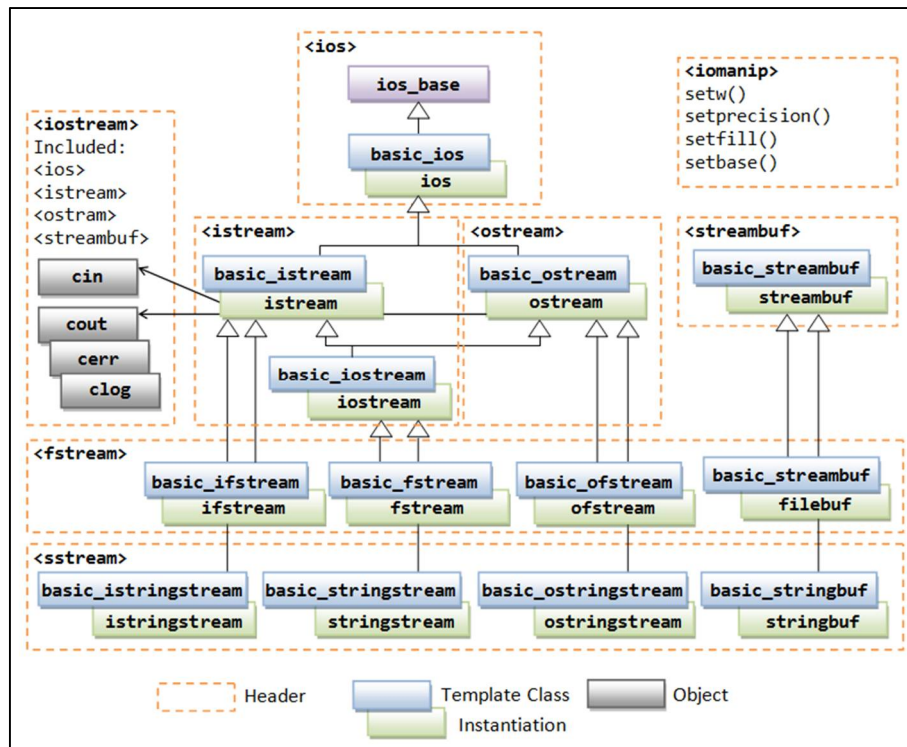 <ios>
ios_base
basic_ios
ios
<iomanip>
setw()
setprecision()
setfill()
setbase()
<iostream>
Included:
<ios>
<istream>
<ostram>
<streambuf>
cin
cout
cerr
clog
<istream>
basic_istream
istream
<ostream>
basic_ostream
ostream
<streambuf>
basic_streambuf
streambuf
basic_iostream
iostream
<fstream>
basic_ifstream
ifstream
basic_fstream
fstream
basic_ofstream
ofstream
basic_streambuf
filebuf
<sstream>
basic_istringstream
istringstream
basic_stringstream
stringstream
basic_ostringstream
ostringstream
basic_stringbuf
stringbuf
Header
Template Class
Instantiation
Object